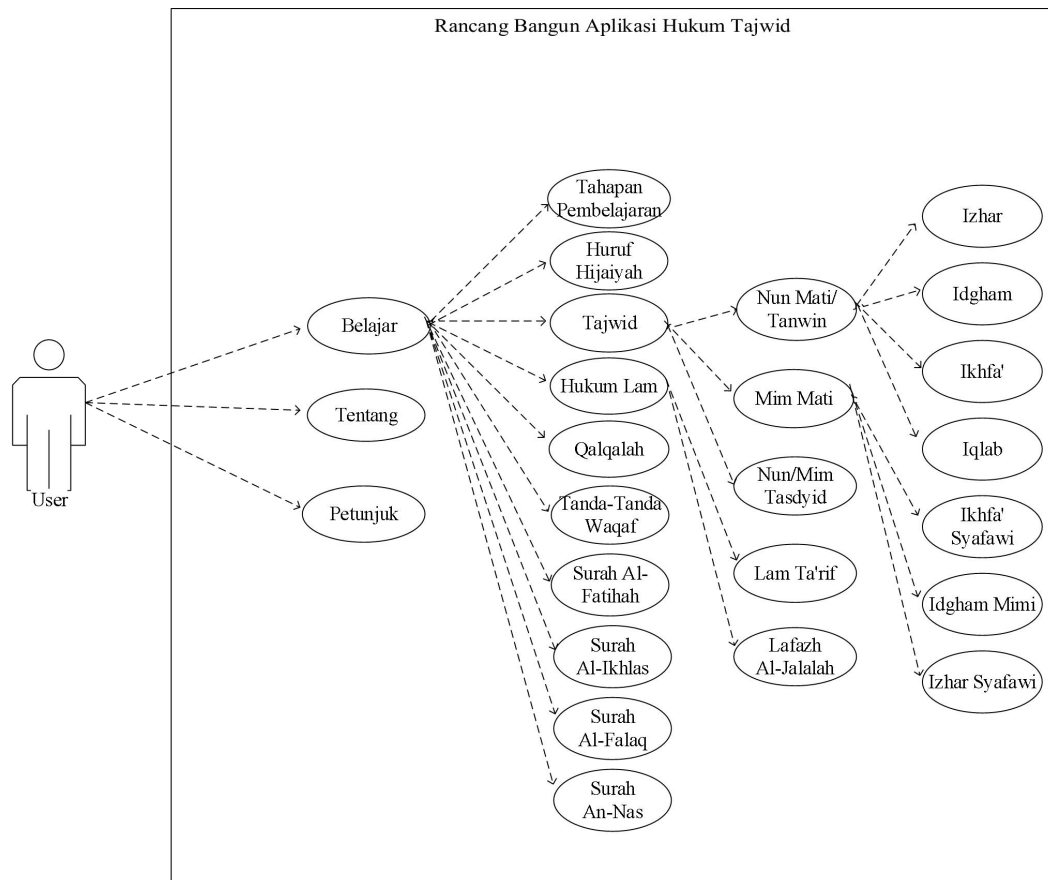 Rancang Bangun Aplikasi Hukum Tajwid
User
Belajar
Tentang
Petunjuk
Tahapan
Pembelajaran
Huruf
Hijaiyah
Tajwid
Hukum Lam
Qalqalah
Tanda-Tanda
Waqaf
Surah Al-
Fatihah
Surah
Al-Ikhlas
Surah
Al-Falaq
Surah
An-Nas
Nun Mati/
Tanwin
Mim Mati
Nun/Mim
Tasdyid
Lam Ta'rif
Lafazh
Al-Jalalah
Izhar
Idgham
Ikhfa'
Iqlab
Ikhfa'
Syafawi
Idgham Mimi
Izhar Syafawi